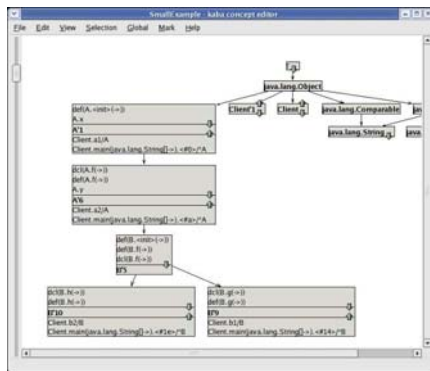 SmallExample - kaba concept editor
File Edit View Selection Global Mark Help
java.lang.Object
Client'1
Client
java.lang.Comparable
java.lang.String
def(A.<init>(->))
A.x
A'1
Client.a1/A
Client.main(java.lang.String[]->).<#0>/*A
dcl(A.f(->))
def(A.f(->))
A.y
A'6
Client.a2/A
Client.main(java.lang.String[]->).<#a>/*A
def(B.<init>(->))
def(B.f(->))
dcl(B.f(->))
B'5
dcl(B.h(->))
def(B.h(->))
B'10
Client.b2/B
Client.main(java.lang.String[]->).<#1e>/*B
dcl(B.g(->))
def(B.g(->))
B'9
Client.b1/B
Client.main(java.lang.String[]->).<#14>/*B